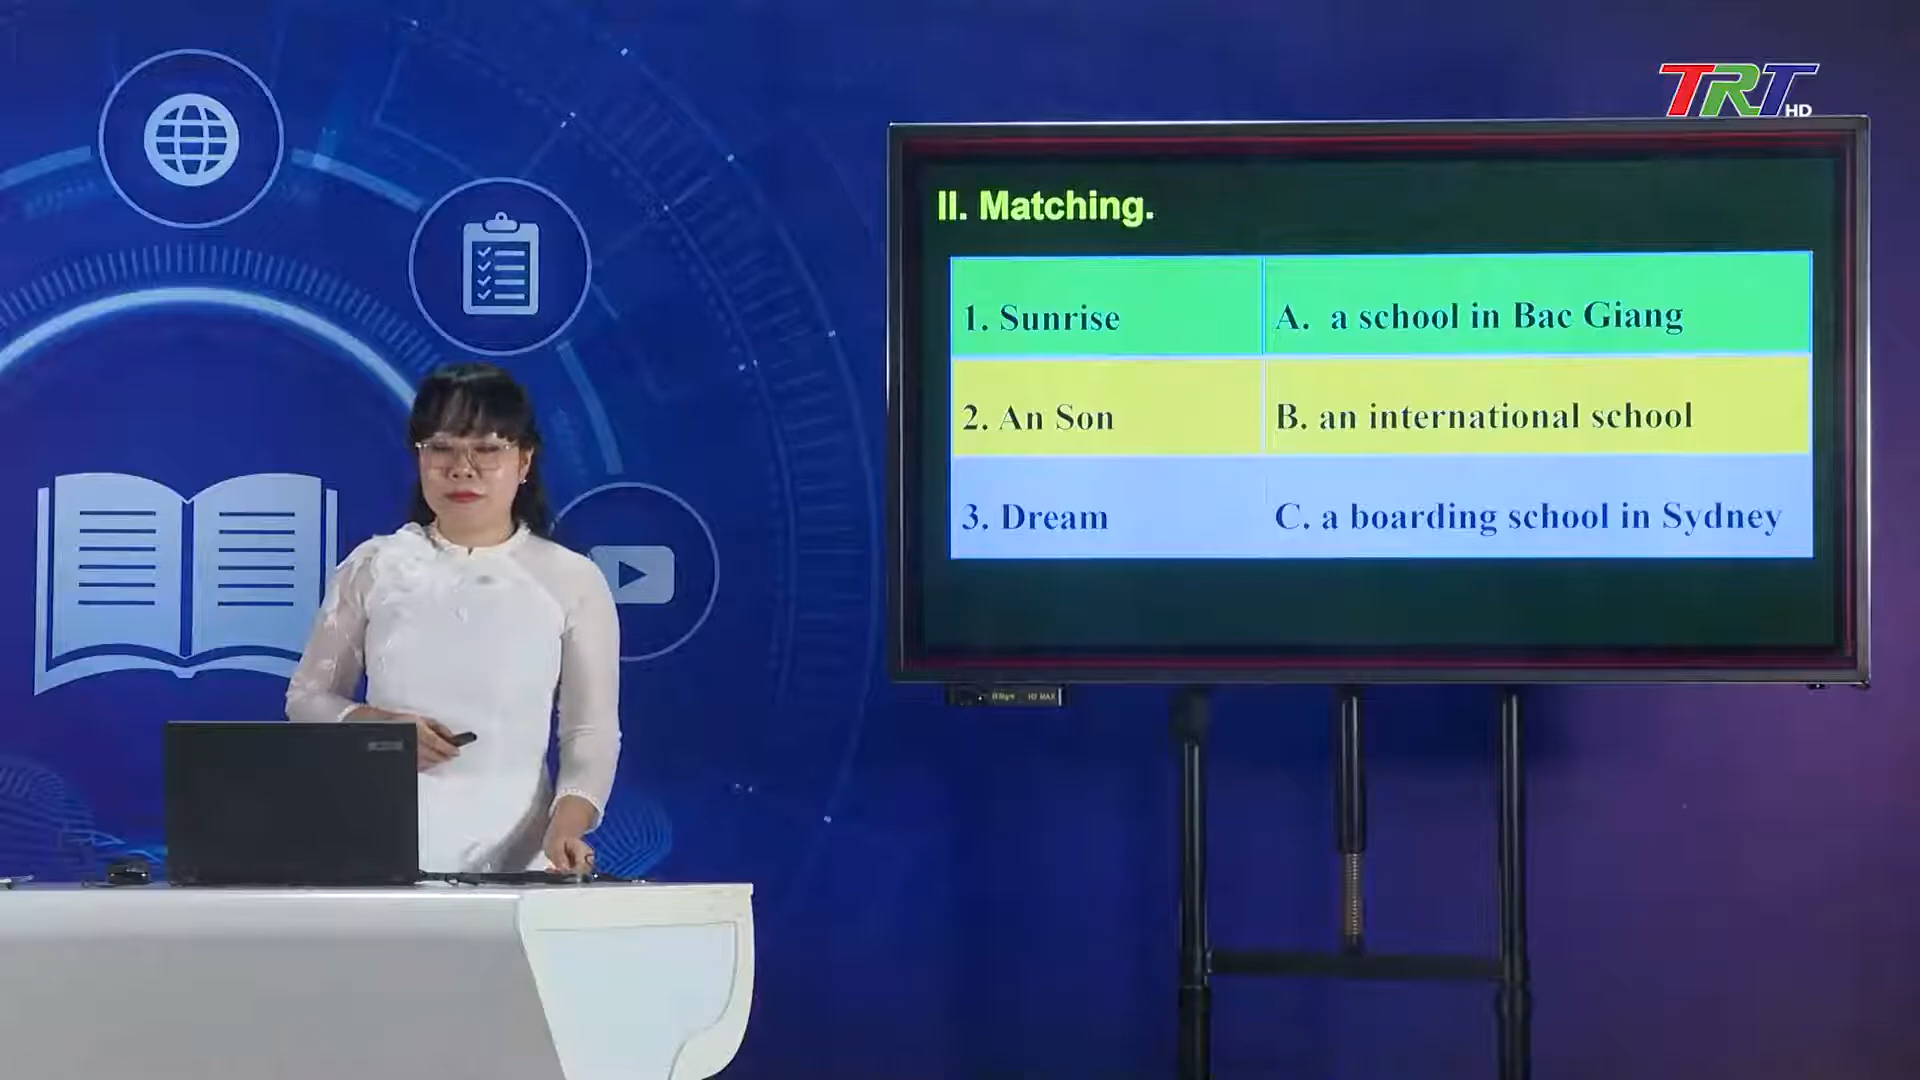 TRT HD
II. Matching.
1. Sunrise
A. a school in Bac Giang
2. An Son
B. an international school
3. Dream
C. a boarding school in Sydney